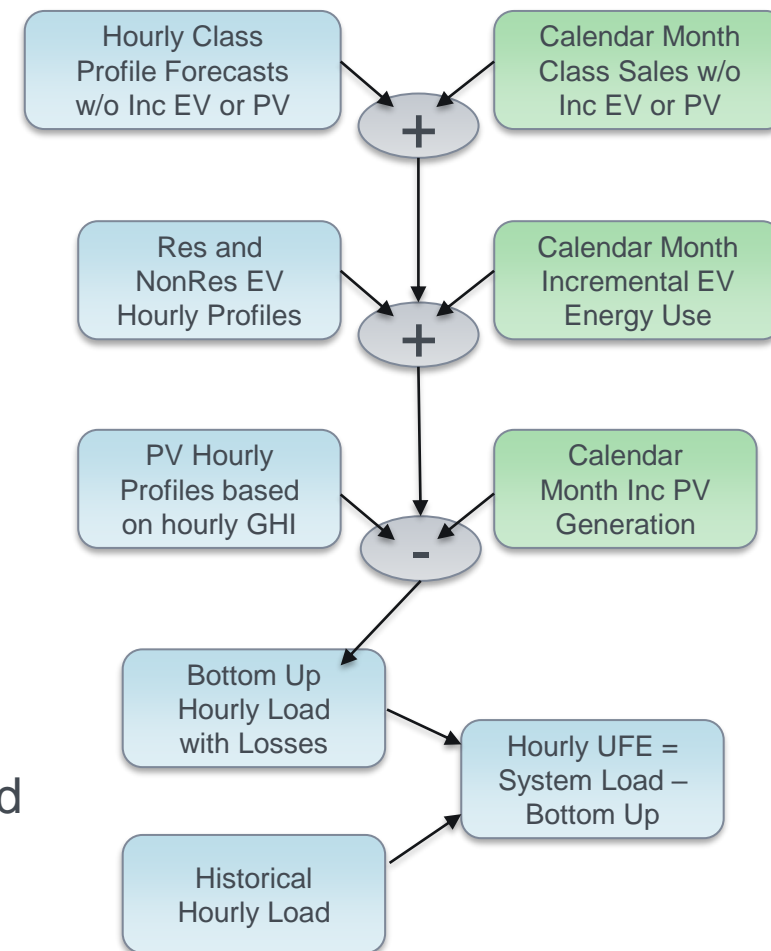 Hourly Class
Profile Forecasts
w/o Inc EV or PV
Calendar Month
Class Sales w/o
Inc EV or PV
+
Res and
NonRes EV
Hourly Profiles
Calendar Month
Incremental EV
Energy Use
+
PV Hourly
Profiles based
on hourly GHI
Calendar
Month Inc PV
Generation
-
Bottom Up
Hourly Load
with Losses
Hourly UFE =
System Load –
Bottom Up
d
Historical
Hourly Load